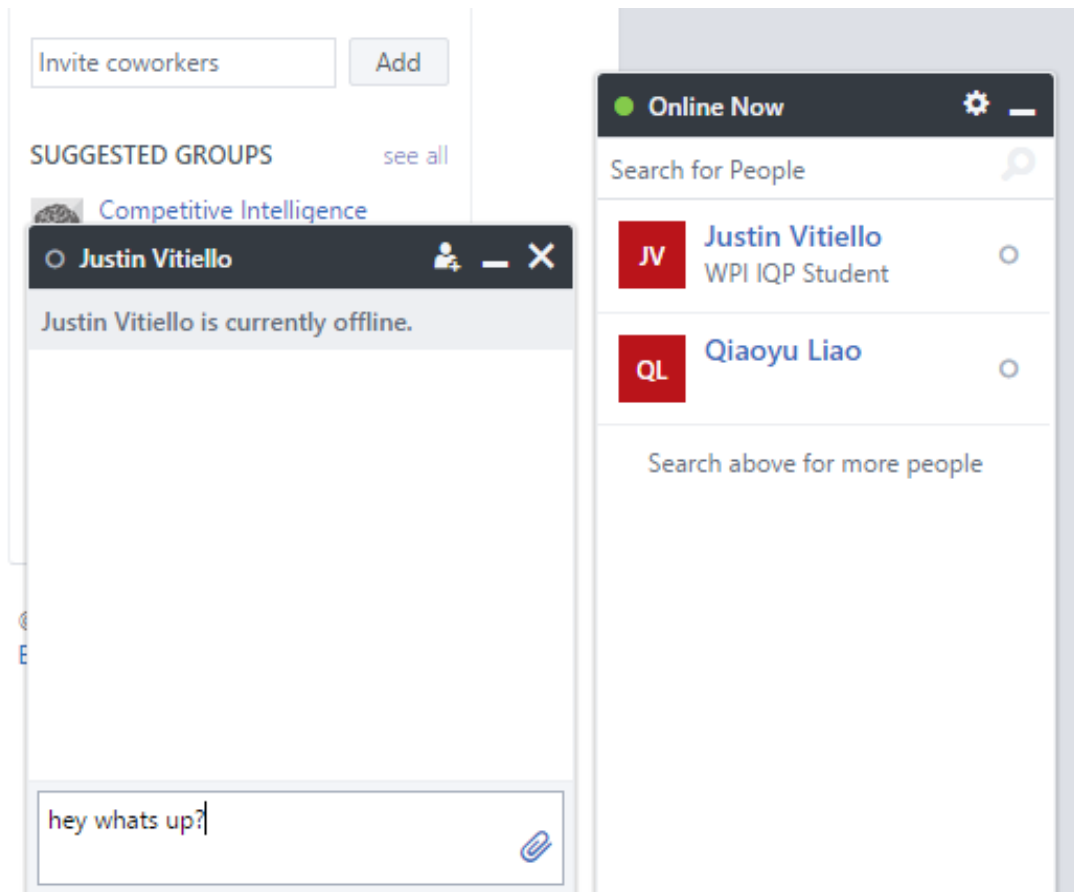 Invite coworkers
Add
SUGGESTED GROUPS
see all
Competitive Intelligence
Justin Vitiello
Justin Vitiello is currently offline.
hey whats up?
Online Now
Search for People
JV
Justin Vitiello
WPI IQP Student
QL
Qiaoyu Liao
Search above for more people